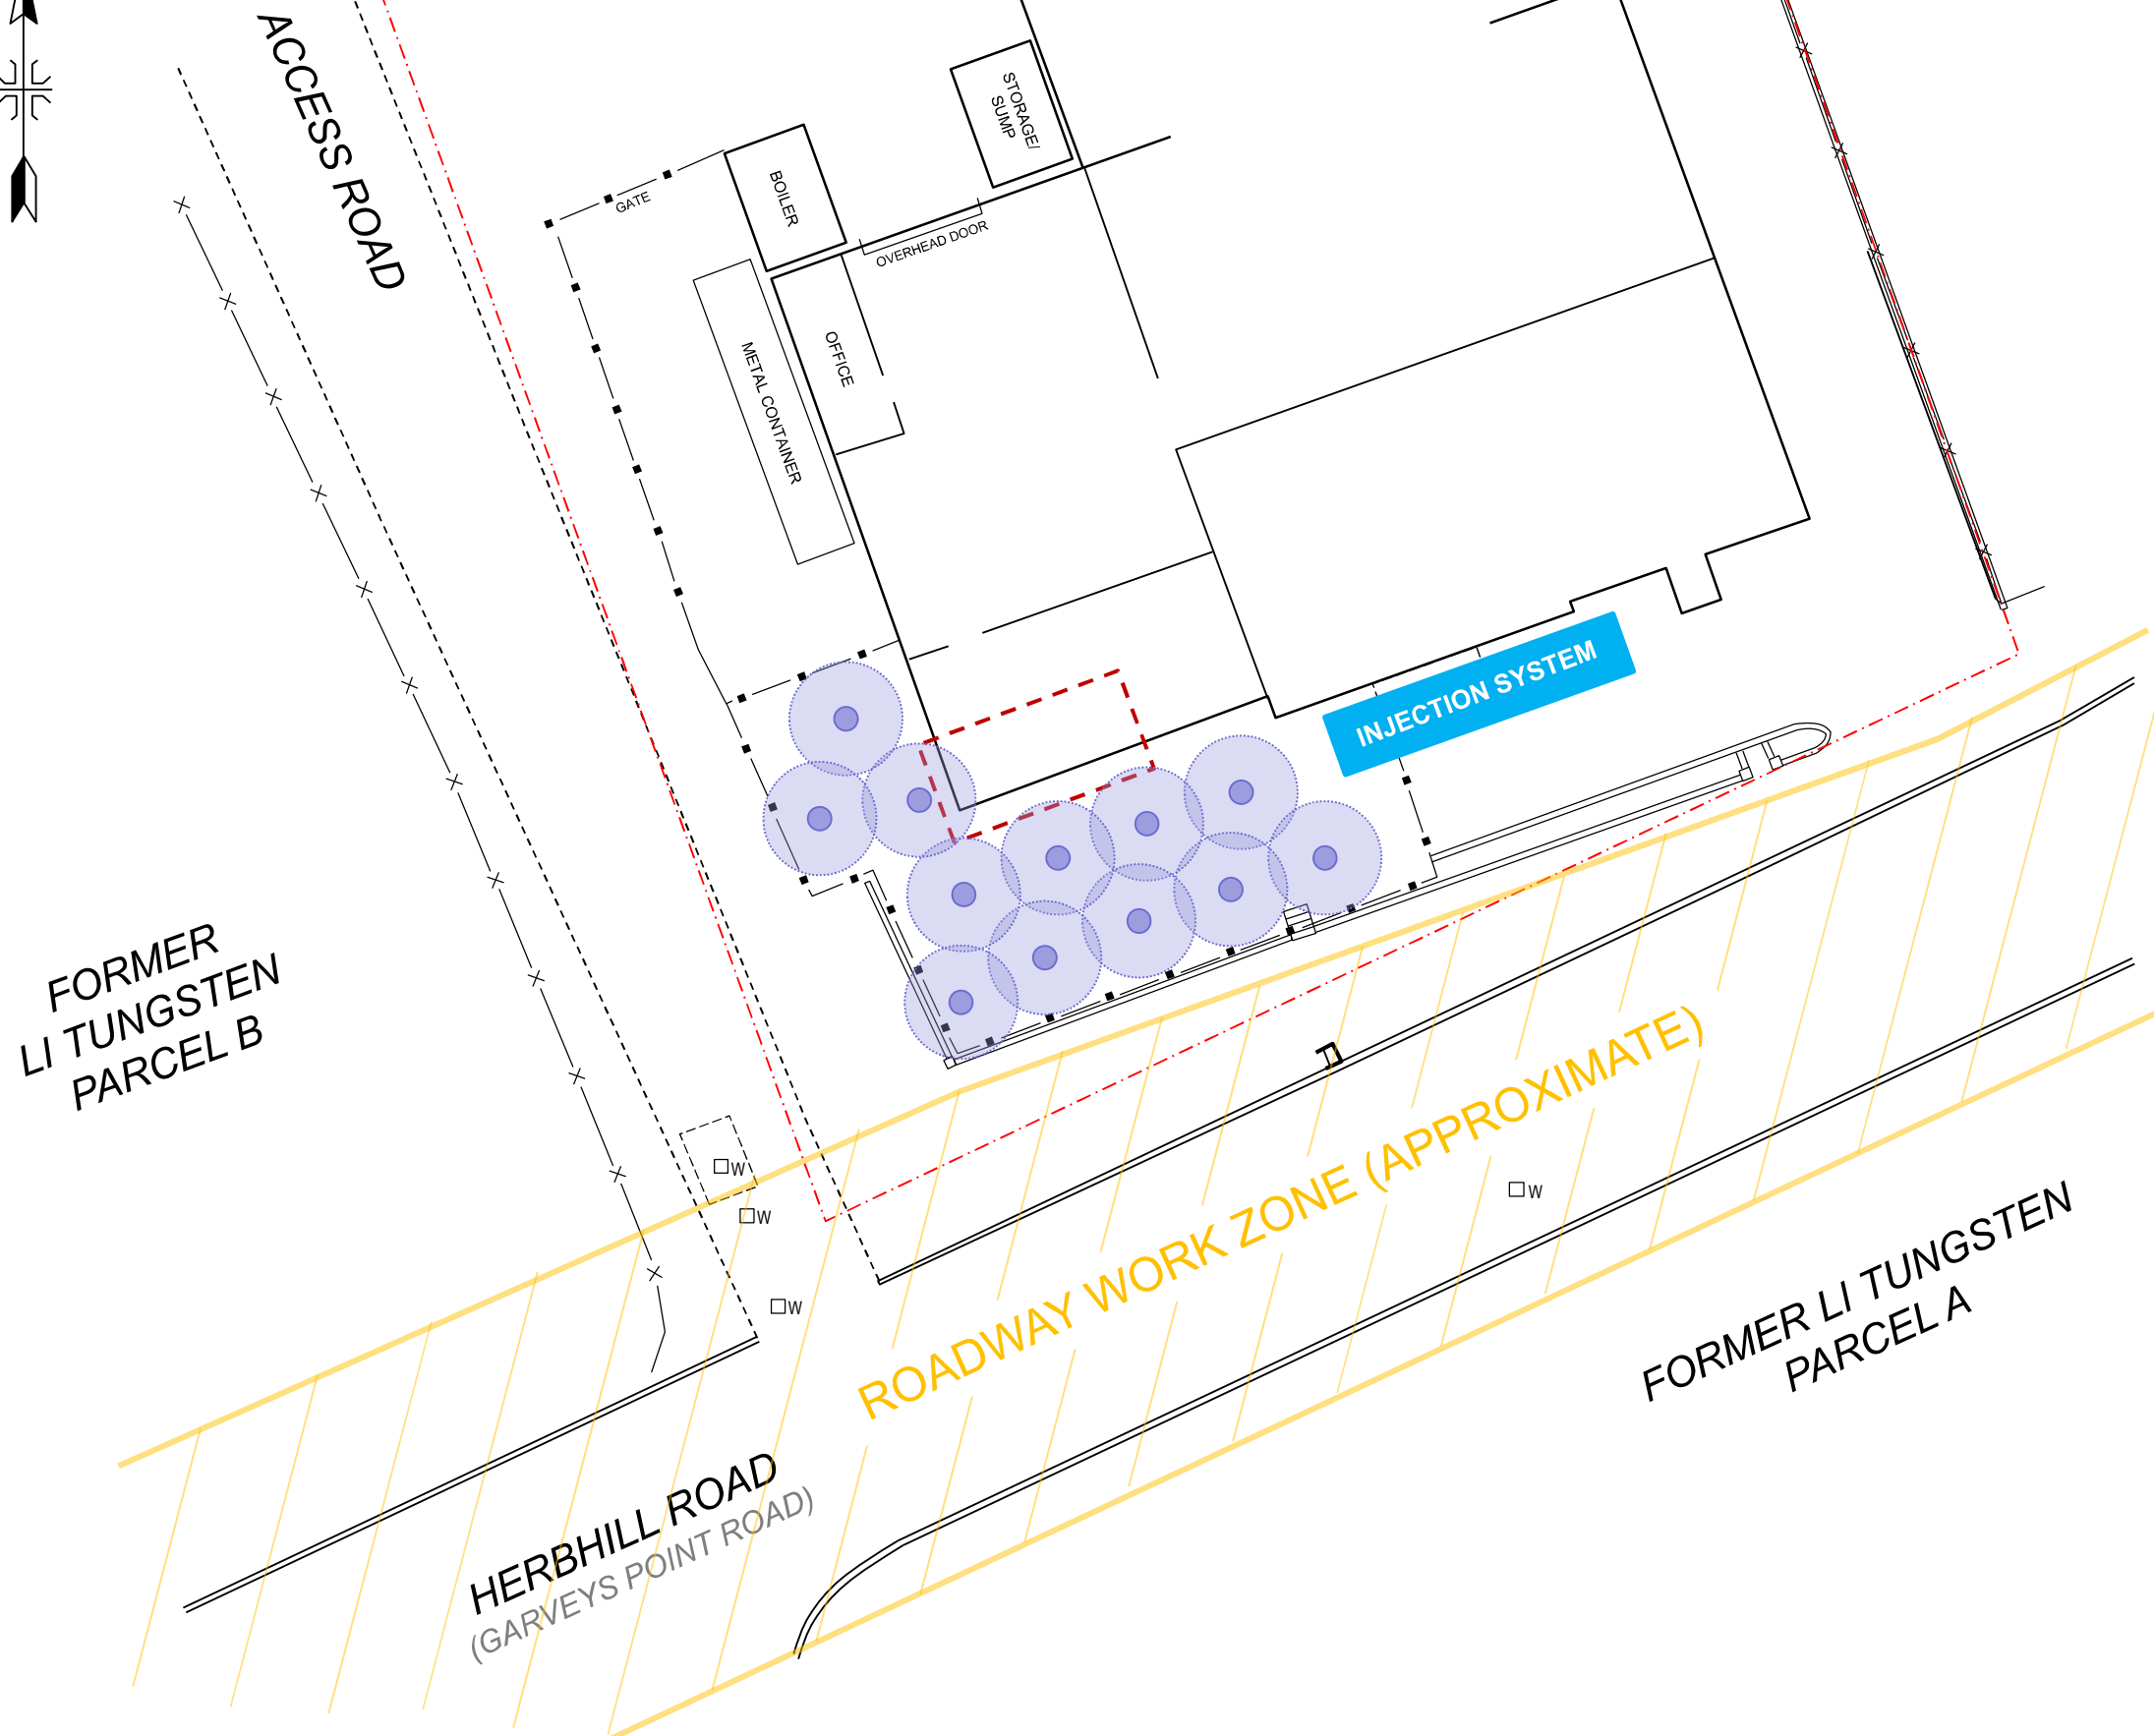 ACCESS ROAD
STORAGE/
SUMP
BOILER
GATE
OVERHEAD DOOR
OFFICE
METAL CONTAINER
INJECTION SYSTEM
FORMER
LI TUNGSTEN
PARCEL B
W
W
W
W
ROADWAY WORK ZONE (APPROXIMATE)
FORMER LI TUNGSTEN
PARCEL A
HERBHILL ROAD
(GARVEYS POINT ROAD)